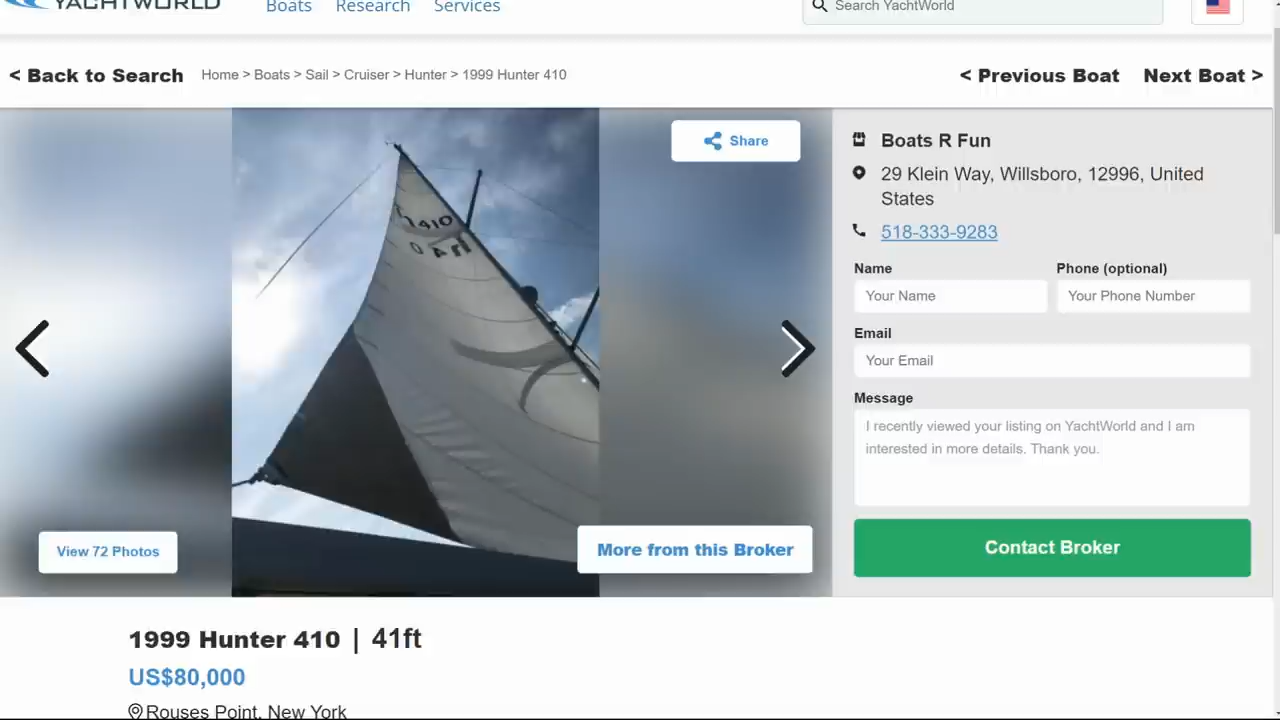 YACHTWORLD
Boats Research Services
Search YachtWorld
< Back to Search
Home > Boats > Sail > Cruiser > Hunter > 1999 Hunter 410
< Previous Boat Next Boat >
Share
H410
View 72 Photos
More from this Broker
Boats R Fun
29 Klein Way, Willsboro, 12996, United
States
518-333-9283
Name
Phone (optional)
Your Name
Your Phone Number
Email
Your Email
Message
I recently viewed your listing on YachtWorld and I am
interested in more details. Thank you.
Contact Broker
1999 Hunter 410 | 41ft
US$80,000
Rouses Point, New York